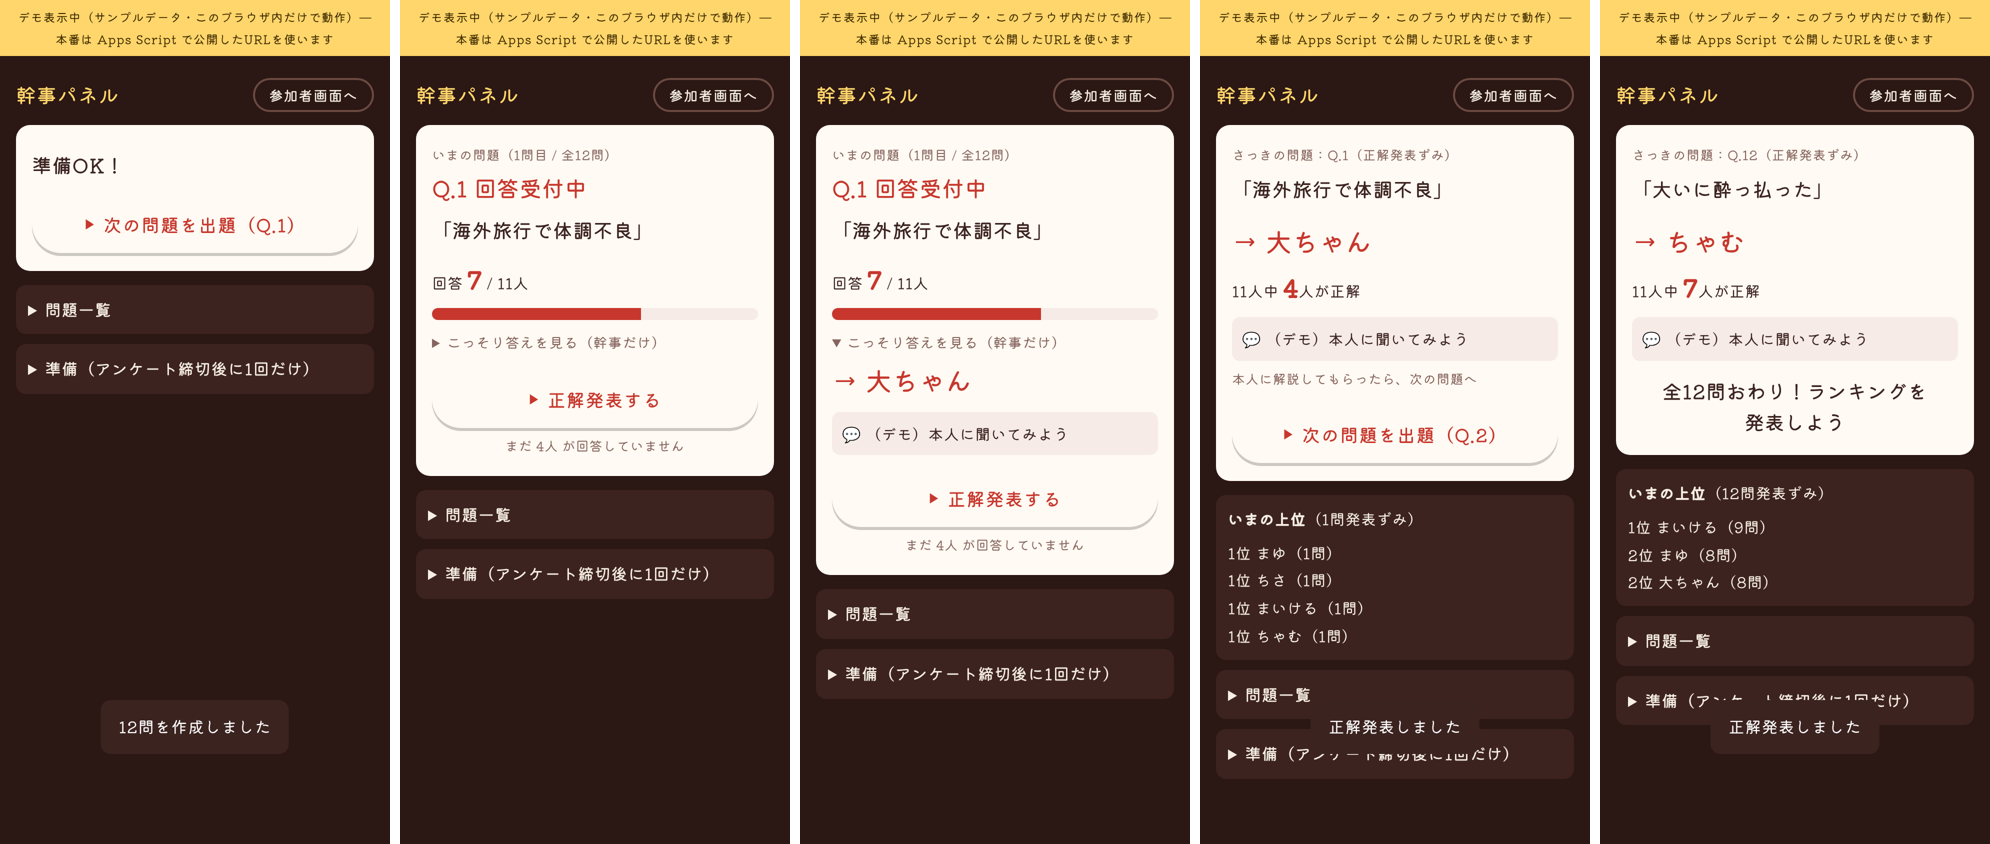 デモ表示中（サンプルデータ・このブラウザ内だけで動作）—
本番は Apps Script で公開したURLを使います
幹事パネル
参加者画面へ
準備OK！
▶ 次の問題を出題（Q.1）
▶ 問題一覧
▶ 準備（アンケート締切後に1回だけ）
12問を作成しました
デモ表示中（サンプルデータ・このブラウザ内だけで動作）—
本番は Apps Script で公開したURLを使います
幹事パネル
参加者画面へ
いまの問題（1問目 / 全12問）
Q.1 回答受付中
「海外旅行で体調不良」
回答 7 / 11人
▶ こっそり答えを見る（幹事だけ）
▶ 正解発表する
まだ 4人 が回答していません
▶ 問題一覧
▶ 準備（アンケート締切後に1回だけ）
デモ表示中（サンプルデータ・このブラウザ内だけで動作）—
本番は Apps Script で公開したURLを使います
幹事パネル
参加者画面へ
いまの問題（1問目 / 全12問）
Q.1 回答受付中
「海外旅行で体調不良」
回答 7 / 11人
▼ こっそり答えを見る（幹事だけ）
→ 大ちゃん
💬 （デモ）本人に聞いてみよう
▶ 正解発表する
まだ 4人 が回答していません
▶ 問題一覧
▶ 準備（アンケート締切後に1回だけ）
デモ表示中（サンプルデータ・このブラウザ内だけで動作）—
本番は Apps Script で公開したURLを使います
幹事パネル
参加者画面へ
さっきの問題：Q.1（正解発表ずみ）
「海外旅行で体調不良」
→ 大ちゃん
11人中 4人が正解
💬 （デモ）本人に聞いてみよう
本人に解説してもらったら、次の問題へ
▶ 次の問題を出題（Q.2）
いまの上位（1問発表ずみ）
1位 まゆ（1問）
1位 ちさ（1問）
1位 まいける（1問）
1位 ちゃむ（1問）
▶ 問題一覧
正解発表しました
▶ 準備（アンケート締切後に1回だけ）
デモ表示中（サンプルデータ・このブラウザ内だけで動作）—
本番は Apps Script で公開したURLを使います
幹事パネル
参加者画面へ
さっきの問題：Q.12（正解発表ずみ）
「大いに酔っ払った」
→ ちゃむ
11人中 7人が正解
💬 （デモ）本人に聞いてみよう
全12問おわり！ランキングを
発表しよう
いまの上位（12問発表ずみ）
1位 まいける（9問）
2位 まゆ（8問）
2位 大ちゃん（8問）
▶ 問題一覧
▶ 準備（アンケート締切後に1回だけ）
正解発表しました